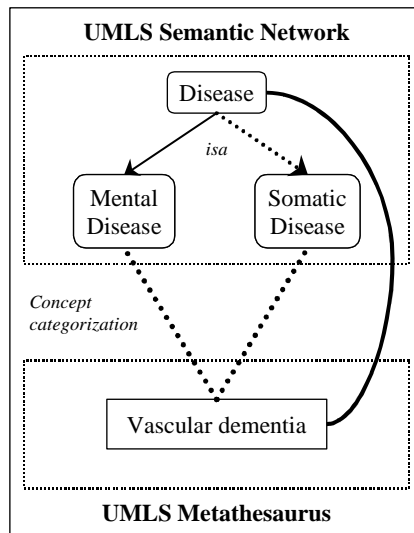 UMLS Semantic Network
Disease
isa
Mental
Disease
Somatic
Disease
Concept
categorization
Vascular dementia
UMLS Metathesaurus